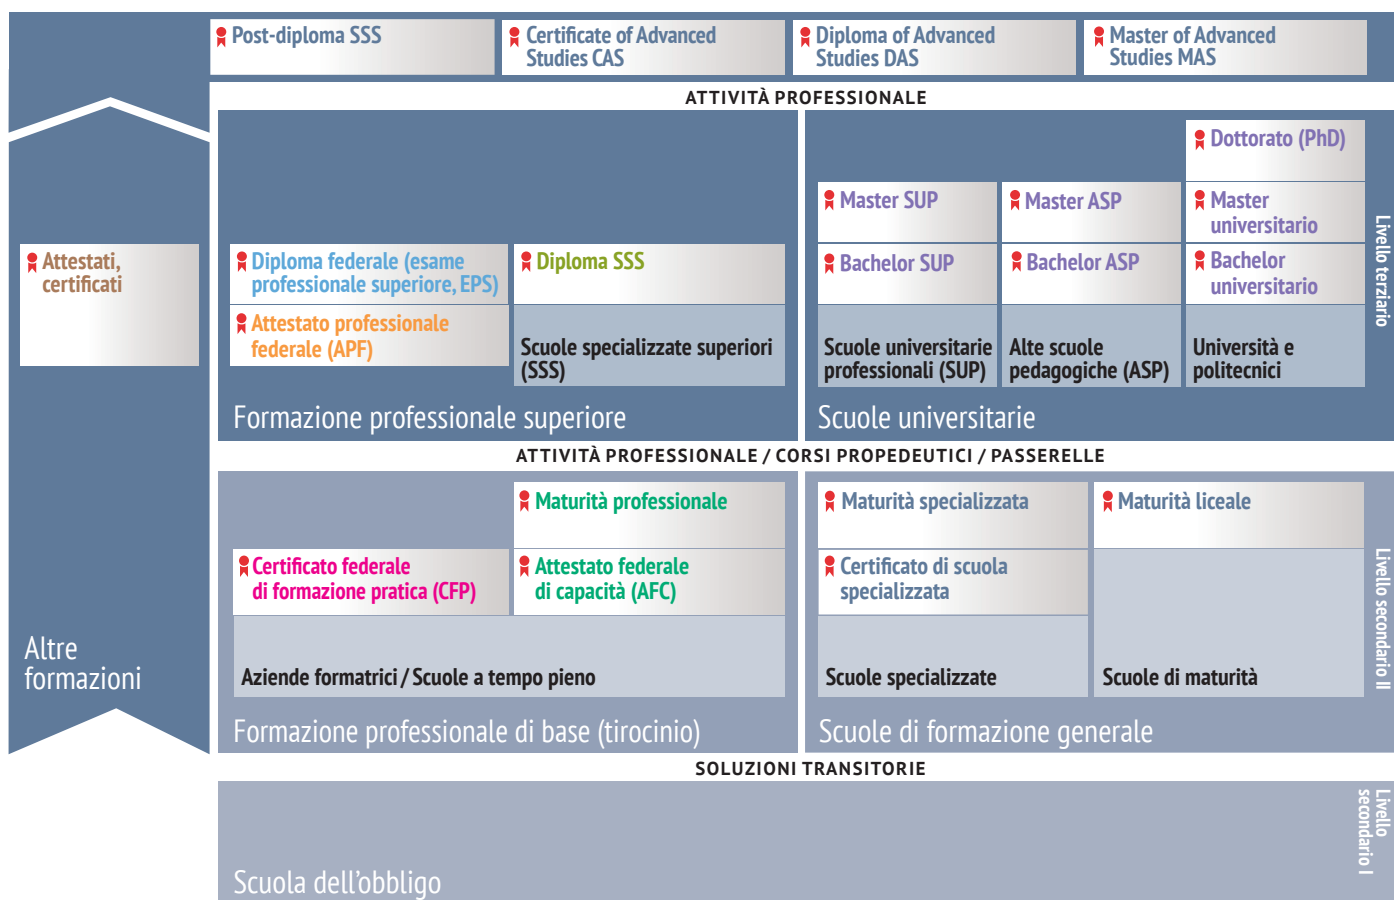 Post-diploma SSS
Certificate of Advanced
Studies CAS
Diploma of Advanced
Studies DAS
Master of Advanced
Studies MAS
ATTIVITÀ PROFESSIONALE
Dottorato (PhD)
Master SUP
Master ASP
Master
universitario
Attestati,
certificati
Diploma federale (esame
professionale superiore, EPS)
Diploma SSS
Bachelor SUP
Bachelor ASP
Bachelor
universitario
Livello terziario
Attestato professionale
federale (APF)
Scuole specializzate superiori
(SSS)
Scuole universitarie
professionali (SUP)
Alte scuole
pedagogiche (ASP)
Università e
politecnici
Formazione professionale superiore
Scuole universitarie
ATTIVITÀ PROFESSIONALE / CORSI PROPEDEUTICI / PASSERELLE
Maturità professionale
Maturità specializzata
Maturità liceale
Certificato federale
di formazione pratica (CFP)
Attestato federale
di capacità (AFC)
Certificato di scuola
specializzata
Livello secondario II
Altre
formazioni
Aziende formatrici / Scuole a tempo pieno
Scuole specializzate
Scuole di maturità
Formazione professionale di base (tirocinio)
Scuole di formazione generale
SOLUZIONI TRANSITORIE
Livello
secondario I
Scuola dell'obbligo